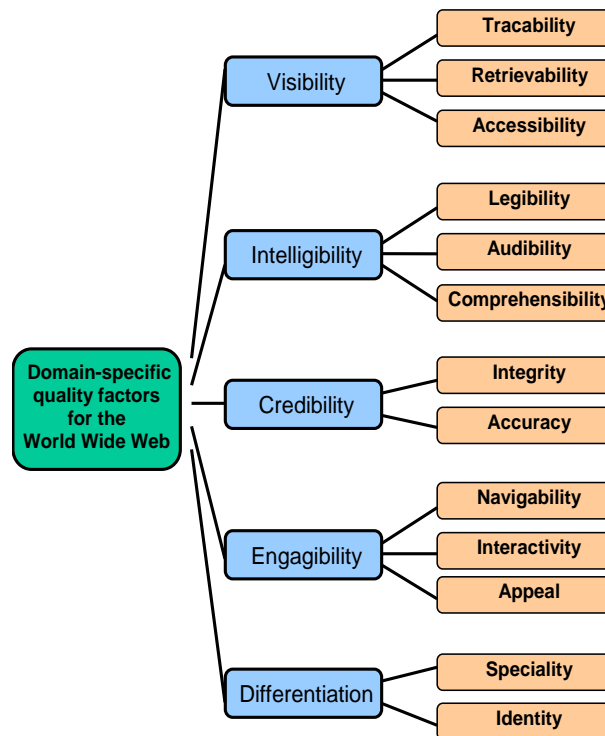 Tracability
Visibility
Retrievability
Accessibility
Legibility
Intelligibility
Audibility
Comprehensibility
Domain-specific
quality factors
for the
World Wide Web
Integrity
Credibility
Accuracy
Navigability
Engagibility
Interactivity
Appeal
Speciality
Differentiation
Identity